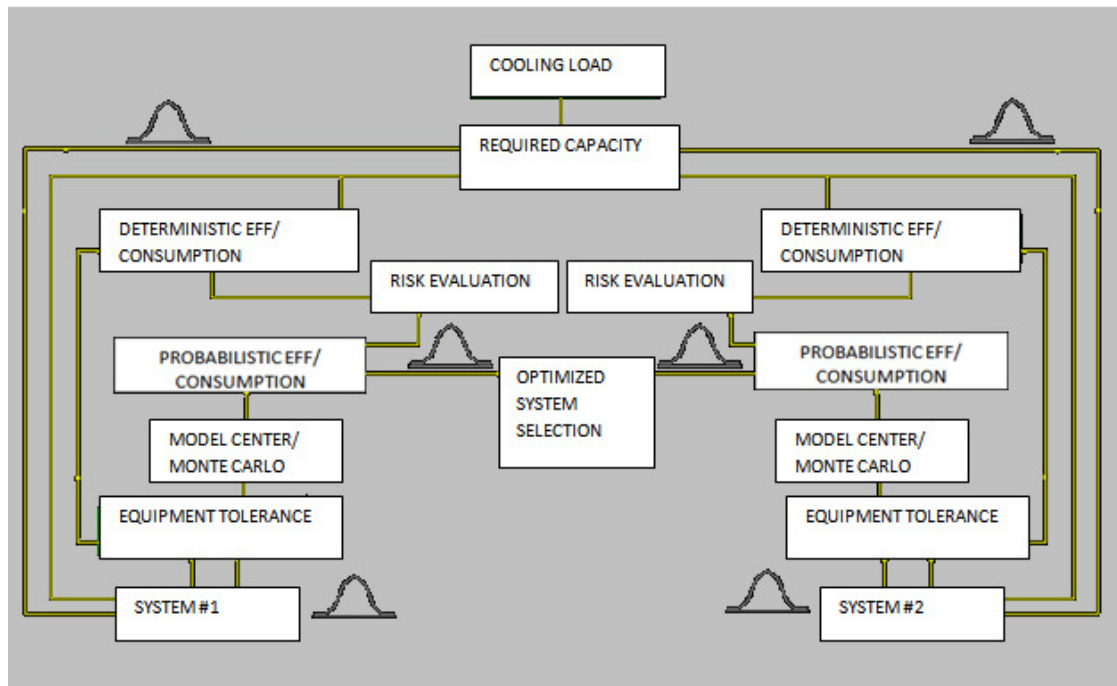 COOLING LOAD
REQUIRED CAPACITY
DETERMINISTIC EFF/
CONSUMPTION
DETERMINISTIC EFF/
CONSUMPTION
RISK EVALUATION
RISK EVALUATION
PROBABILISTIC EFF/
CONSUMPTION
OPTIMIZED
SYSTEM
SELECTION
PROBABILISTIC EFF/
CONSUMPTION
MODEL CENTER/
MONTE CARLO
MODEL CENTER/
MONTE CARLO
EQUIPMENT TOLERANCE
EQUIPMENT TOLERANCE
SYSTEM #1
SYSTEM #2